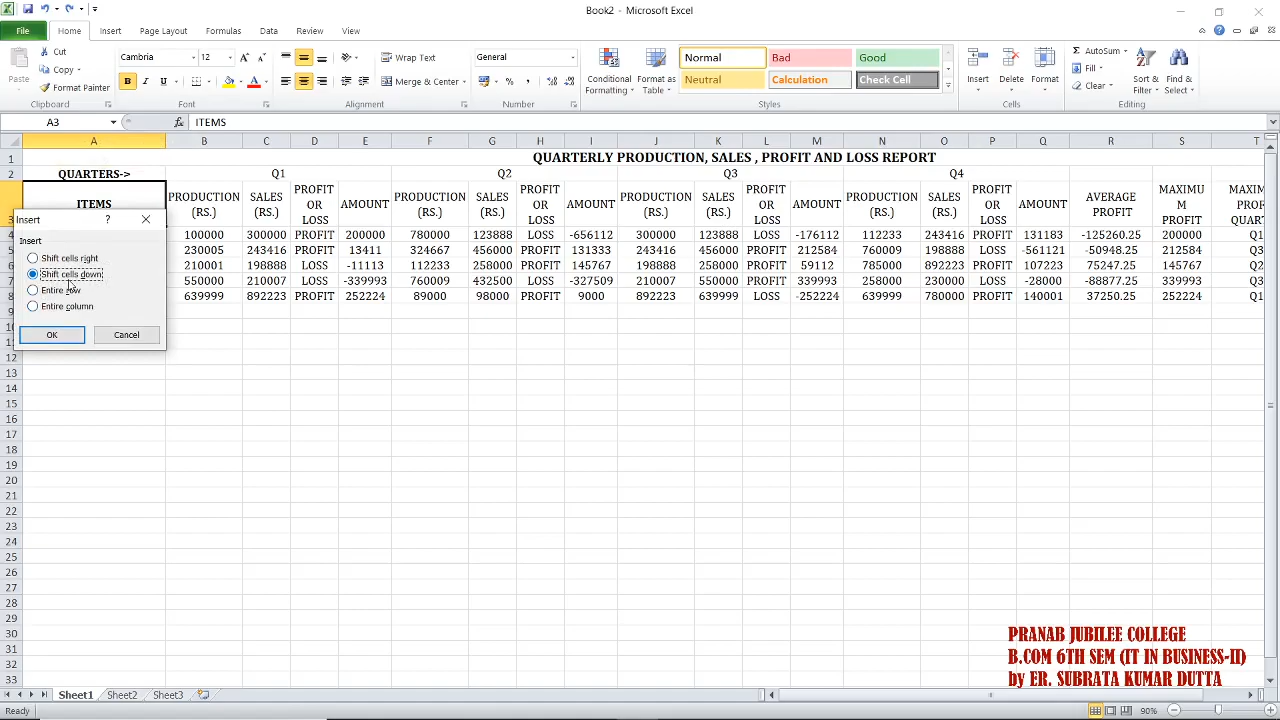 Book2 - Microsoft Excel
File Home Insert Page Layout Formulas Data Review View
Cut
Copy
Format Painter
Paste
Clipboard
Cambria 12
B I U
Font
Wrap Text
Merge & Center
Alignment
General
% ,
Number
Conditional Formatting
Format as Table
Normal Bad Good
Neutral Calculation Check Cell
Styles
Insert Delete Format
Cells
AutoSum
Fill
Clear
Sort & Filter
Find & Select
Editing
A3 fx ITEMS
A B C D E F G H I J K L M N O P Q R S T
1 QUARTERLY PRODUCTION, SALES , PROFIT AND LOSS REPORT
2 QUARTERS-> Q1 Q2 Q3 Q4
3 ITEMS PRODUCTION (RS.) SALES (RS.) PROFIT OR LOSS AMOUNT PRODUCTION (RS.) SALES (RS.) PROFIT OR LOSS AMOUNT PRODUCTION (RS.) SALES (RS.) PROFIT OR LOSS AMOUNT PRODUCTION (RS.) SALES (RS.) PROFIT OR LOSS AMOUNT AVERAGE PROFIT MAXIMU M PROFIT MAXIM PROFI QUART
100000 300000 PROFIT 200000 780000 123888 LOSS -656112 300000 123888 LOSS -176112 112233 243416 PROFIT 131183 -125260.25 200000 Q1
230005 243416 PROFIT 13411 324667 456000 PROFIT 131333 243416 456000 PROFIT 212584 760009 198888 LOSS -561121 -50948.25 212584 Q3
210001 198888 LOSS -11113 112233 258000 PROFIT 145767 198888 258000 PROFIT 59112 785000 892223 PROFIT 107223 75247.25 145767 Q2
550000 210007 LOSS -339993 760009 432500 LOSS -327509 210007 550000 PROFIT 339993 258000 230000 LOSS -28000 -88877.25 339993 Q3
639999 892223 PROFIT 252224 89000 98000 PROFIT 9000 892223 639999 LOSS -252224 639999 780000 PROFIT 140001 37250.25 252224 Q1
Insert ?
Insert
Shift cells right
Shift cells down
Entire row
Entire column
OK Cancel
12
13
14
15
16
17
18
19
20
21
22
23
24
25
26
27
28
29
30
31
32
33
PRANAB JUBILEE COLLEGE
B.COM 6TH SEM (IT IN BUSINESS-II)
by ER. SUBRATA KUMAR DUTTA
Sheet1 Sheet2 Sheet3
Ready 90%